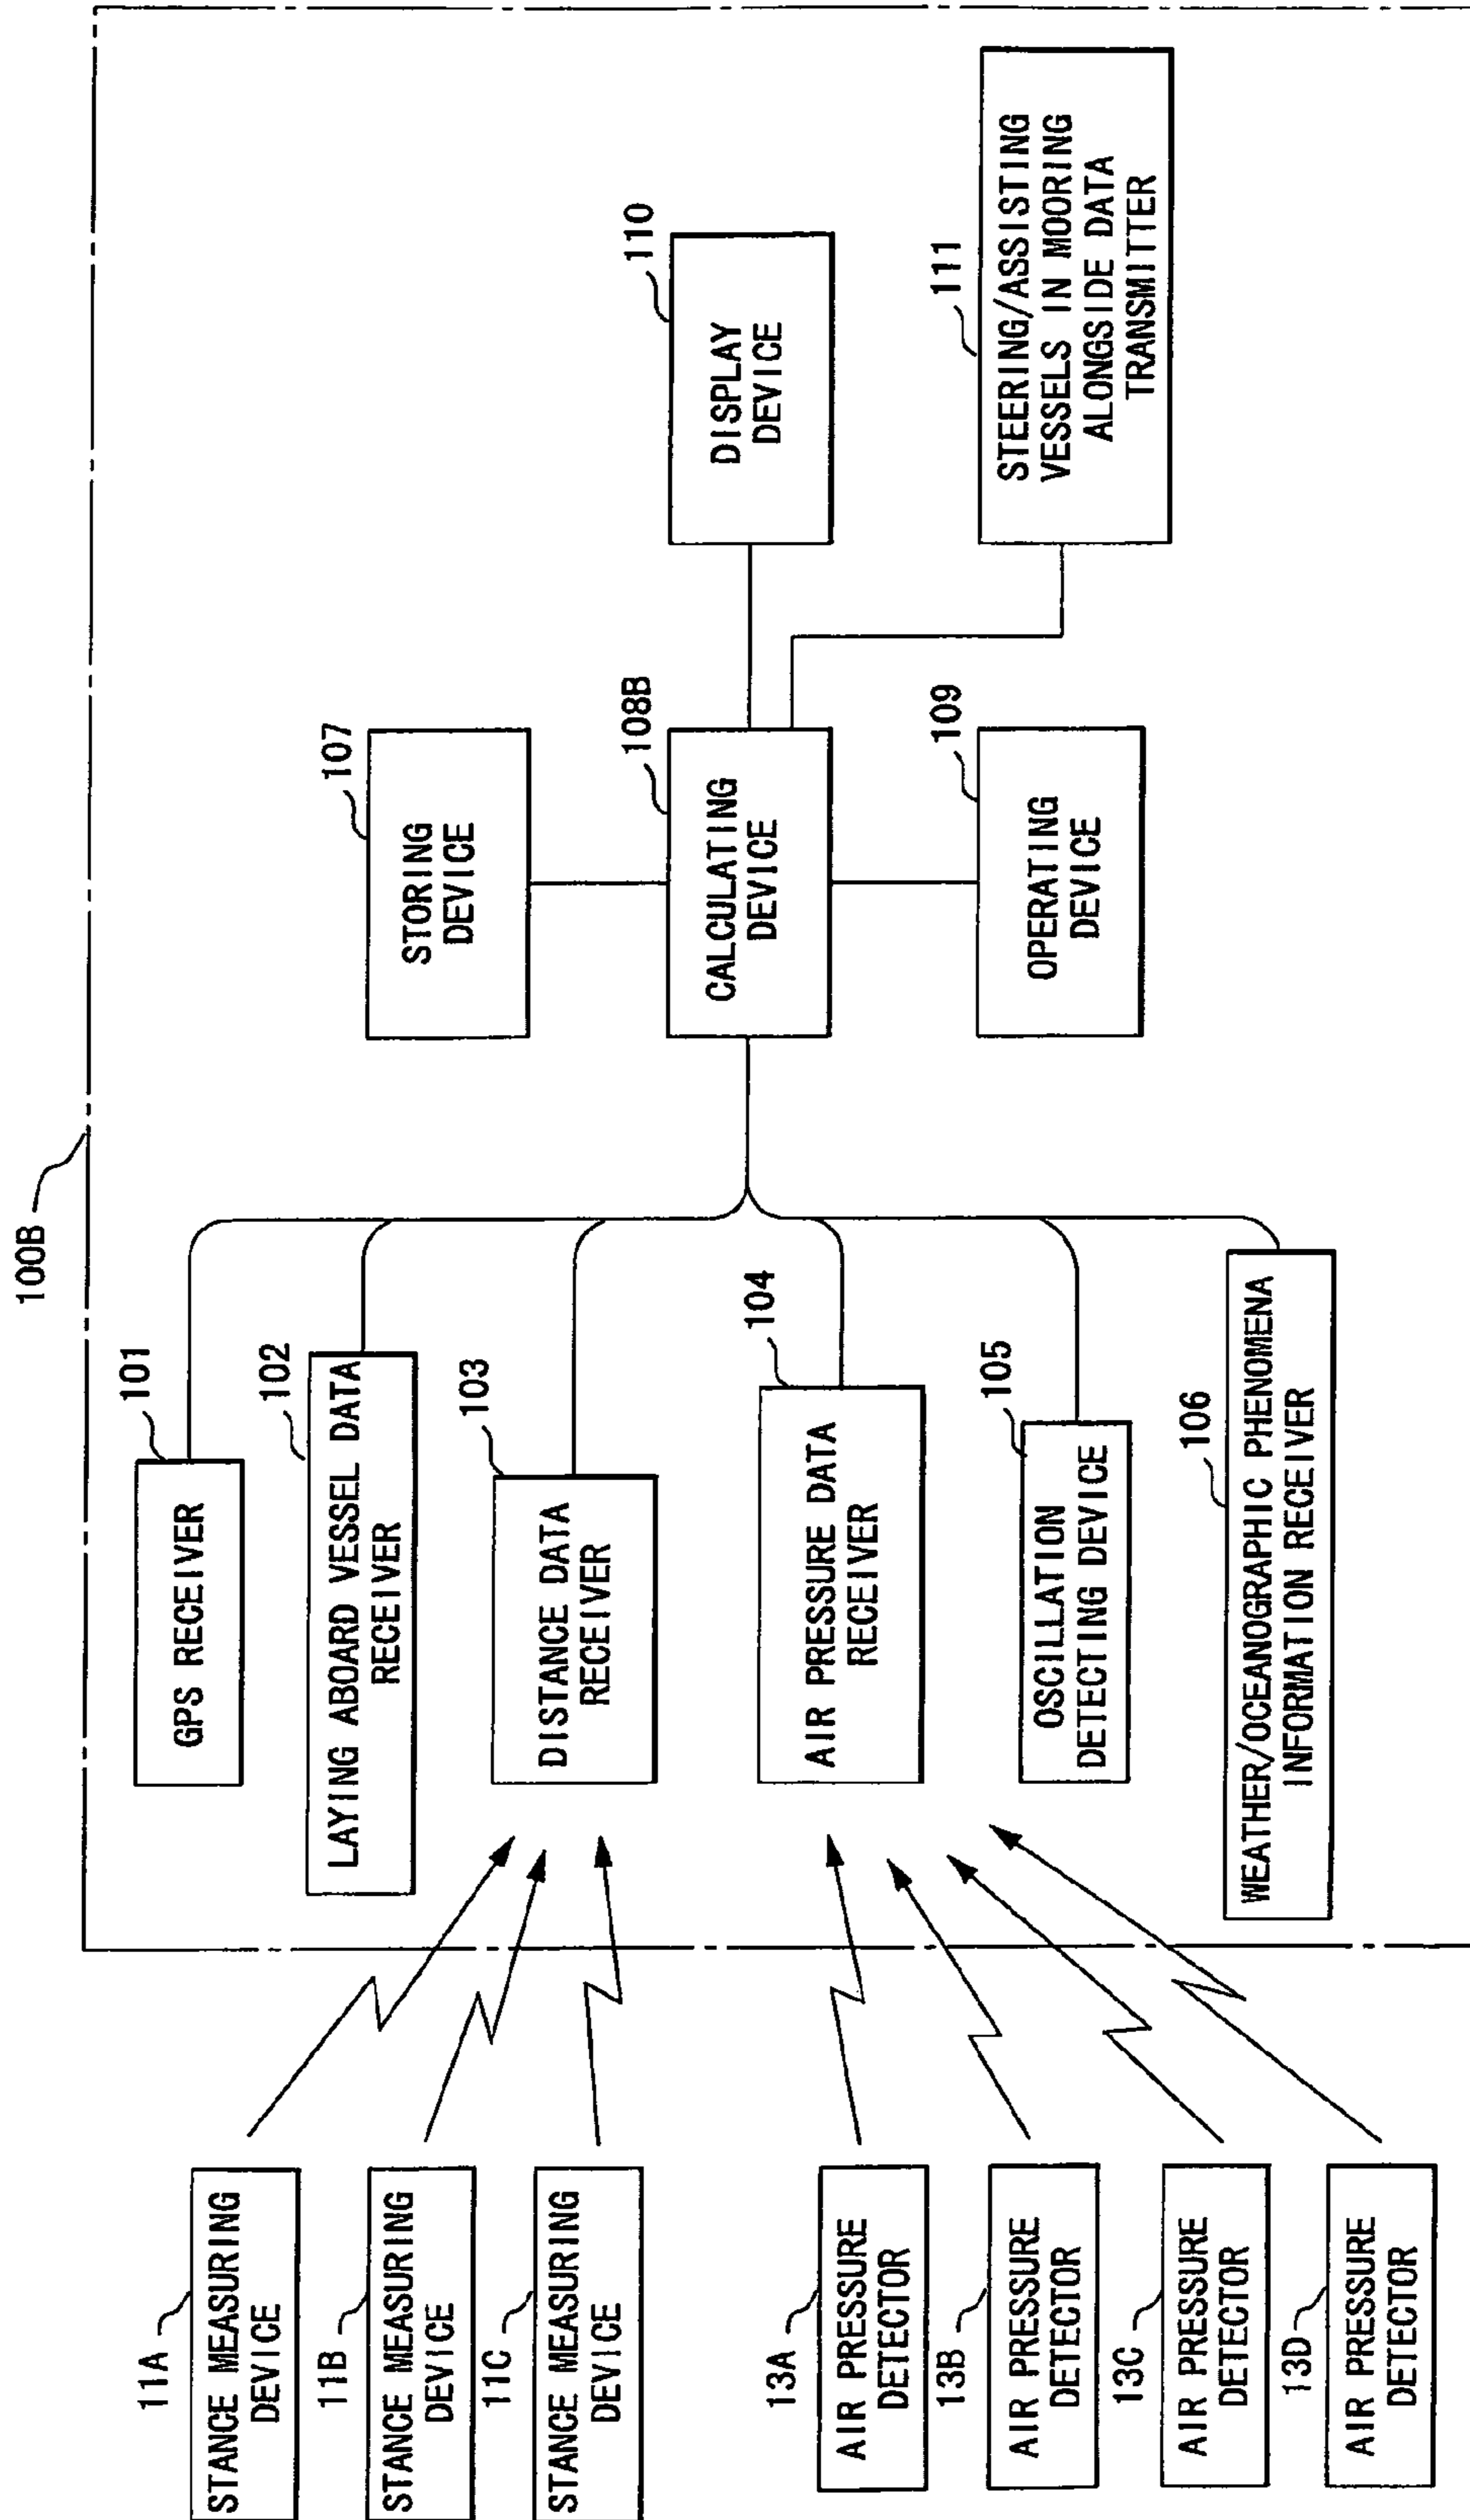 100B
11A
STANCE MEASURING
DEVICE
11B
STANCE MEASURING
DEVICE
11C
STANCE MEASURING
DEVICE
13A
AIR PRESSURE
DETECTOR
13B
AIR PRESSURE
DETECTOR
13C
AIR PRESSURE
DETECTOR
13D
AIR PRESSURE
DETECTOR
101
GPS RECEIVER
102
LAYING ABOARD VESSEL DATA
RECEIVER
103
DISTANCE DATA
RECEIVER
104
AIR PRESSURE DATA
RECEIVER
105
OSCILLATION
DETECTING DEVICE
106
WEATHER/OCEANOGRAPHIC PHENOMENA
INFORMATION RECEIVER
107
STORING
DEVICE
108B
CALCULATING
DEVICE
109
OPERATING
DEVICE
110
DISPLAY
DEVICE
111
STEERING/ASSISTING
VESSELS IN MOORING
ALONGSIDE DATA
TRANSMITTER